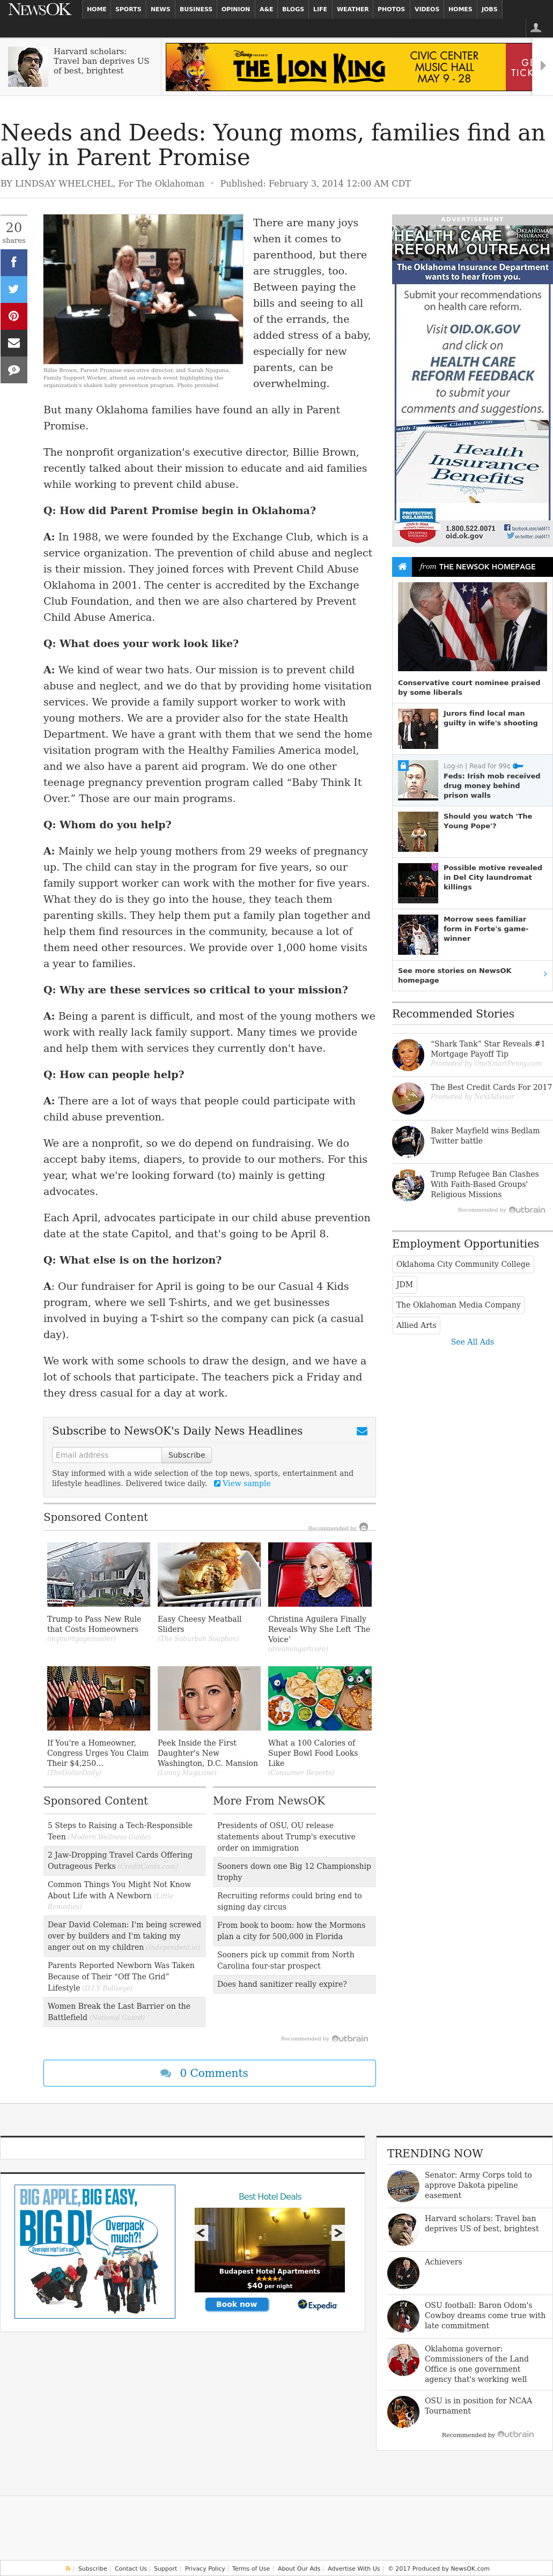 NEWSOK HOME SPORTS NEWS BUSINESS OPINION A&E BLOGS LIFE WEATHER PHOTOS VIDEOS HOMES JOBS
Harvard scholars:
Travel ban deprives US
of best, brightest
Disney
THE LION KING
CIVIC CENTER
MUSIC HALL
MAY 9 - 28
Needs and Deeds: Young moms, families find an
ally in Parent Promise
BY LINDSAY WHELCHEL, For The Oklahoman • Published: February 3, 2014 12:00 AM CDT
20
shares
Billie Brown, Parent Promise executive director, and Sarah Njuguna,
Family Support Worker, attend an outreach event highlighting the
organization's shaken baby prevention program. Photo provided.
There are many joys
when it comes to
parenthood, but there
are struggles, too.
Between paying the
bills and seeing to all
of the errands, the
added stress of a baby,
especially for new
parents, can be
overwhelming.
But many Oklahoma families have found an ally in Parent
Promise.
The nonprofit organization's executive director, Billie Brown,
recently talked about their mission to educate and aid families
while working to prevent child abuse.
Q: How did Parent Promise begin in Oklahoma?
A: In 1988, we were founded by the Exchange Club, which is a
service organization. The prevention of child abuse and neglect
is their mission. They joined forces with Prevent Child Abuse
Oklahoma in 2001. The center is accredited by the Exchange
Club Foundation, and then we are also chartered by Prevent
Child Abuse America.
Q: What does your work look like?
A: We kind of wear two hats. Our mission is to prevent child
abuse and neglect, and we do that by providing home visitation
services. We provide a family support worker to work with
young mothers. We are a provider also for the state Health
Department. We have a grant with them and we send the home
visitation program with the Healthy Families America model,
and we also have a parent aid program. We do one other
teenage pregnancy prevention program called “Baby Think It
Over.” Those are our main programs.
Q: Whom do you help?
A: Mainly we help young mothers from 29 weeks of pregnancy
up. The child can stay in the program for five years, so our
family support worker can work with the mother for five years.
What they do is they go into the house, they teach them
parenting skills. They help them put a family plan together and
help them find resources in the community, because a lot of
them need other resources. We provide over 1,000 home visits
a year to families.
Q: Why are these services so critical to your mission?
A: Being a parent is difficult, and most of the young mothers we
work with really lack family support. Many times we provide
and help them with services they currently don't have.
Q: How can people help?
A: There are a lot of ways that people could participate with
child abuse prevention.
We are a nonprofit, so we do depend on fundraising. We do
accept baby items, diapers, to provide to our mothers. For this
year, what we're looking forward (to) mainly is getting
advocates.
Each April, advocates participate in our child abuse prevention
date at the state Capitol, and that's going to be April 8.
Q: What else is on the horizon?
A: Our fundraiser for April is going to be our Casual 4 Kids
program, where we sell T-shirts, and we get businesses
involved in buying a T-shirt so the company can pick (a casual
day).
We work with some schools to draw the design, and we have a
lot of schools that participate. The teachers pick a Friday and
they dress casual for a day at work.
Subscribe to NewsOK's Daily News Headlines
Email address Subscribe
Stay informed with a wide selection of the top news, sports, entertainment and
lifestyle headlines. Delivered twice daily. View sample
Sponsored Content
Recommended by
Trump to Pass New Rule
that Costs Homeowners
(mymortgageinsider)
Easy Cheesy Meatball
Sliders
(The Suburban Soapbox)
Christina Aguilera Finally
Reveals Why She Left ‘The
Voice’
(dreamingartcore)
If You're a Homeowner,
Congress Urges You Claim
Their $4,250...
(TheDollarDaily)
Peek Inside the First
Daughter's New
Washington, D.C. Mansion
(Lonny Magazine)
What a 100 Calories of
Super Bowl Food Looks
Like
(Consumer Reports)
Sponsored Content
5 Steps to Raising a Tech-Responsible
Teen (Modern Wellness Guide)
2 Jaw-Dropping Travel Cards Offering
Outrageous Perks (CreditCards.com)
Common Things You Might Not Know
About Life with A Newborn (Little
Remedies)
Dear David Coleman: I'm being screwed
over by builders and I'm taking my
anger out on my children (Independent.ie)
Parents Reported Newborn Was Taken
Because of Their “Off The Grid”
Lifestyle (D.I.Y. Bullseye)
Women Break the Last Barrier on the
Battlefield (National Guard)
More From NewsOK
Presidents of OSU, OU release
statements about Trump's executive
order on immigration
Sooners down one Big 12 Championship
trophy
Recruiting reforms could bring end to
signing day circus
From book to boom: how the Mormons
plan a city for 500,000 in Florida
Sooners pick up commit from North
Carolina four-star prospect
Does hand sanitizer really expire?
Recommended by Outbrain
0 Comments
ADVERTISEMENT
HEALTH CARE
REFORM OUTREACH
OKLAHOMA
INSURANCE
The Oklahoma Insurance Department
wants to hear from you.
Submit your recommendations
on health care reform.
Visit OID.OK.GOV
and click on
HEALTH CARE
REFORM FEEDBACK
to submit your
comments and suggestions.
Health
Insurance
Benefits
PROTECTING
OKLAHOMA
1.800.522.0071
oid.ok.gov
from THE NEWSOK HOMEPAGE
Conservative court nominee praised
by some liberals
Jurors find local man
guilty in wife's shooting
Log-in | Read for 99¢
Feds: Irish mob received
drug money behind
prison walls
Should you watch 'The
Young Pope'?
Possible motive revealed
in Del City laundromat
killings
Morrow sees familiar
form in Forte's game-
winner
See more stories on NewsOK
homepage
Recommended Stories
“Shark Tank” Star Reveals #1
Mortgage Payoff Tip
Promoted by OneSmartPenny.com
The Best Credit Cards For 2017
Promoted by NextAdvisor
Baker Mayfield wins Bedlam
Twitter battle
Trump Refugee Ban Clashes
With Faith-Based Groups'
Religious Missions
Recommended by Outbrain
Employment Opportunities
Oklahoma City Community College
JDM
The Oklahoman Media Company
Allied Arts
See All Ads
BIG APPLE, BIG EASY,
BIG D!
Overpack
much?!
Best Hotel Deals
Budapest Hotel Apartments
$40 per night
Book now
Expedia
TRENDING NOW
Senator: Army Corps told to
approve Dakota pipeline
easement
Harvard scholars: Travel ban
deprives US of best, brightest
Achievers
OSU football: Baron Odom's
Cowboy dreams come true with
late commitment
Oklahoma governor:
Commissioners of the Land
Office is one government
agency that's working well
OSU is in position for NCAA
Tournament
Recommended by Outbrain
Subscribe | Contact Us | Support | Privacy Policy | Terms of Use | About Our Ads | Advertise With Us | © 2017 Produced by NewsOK.com